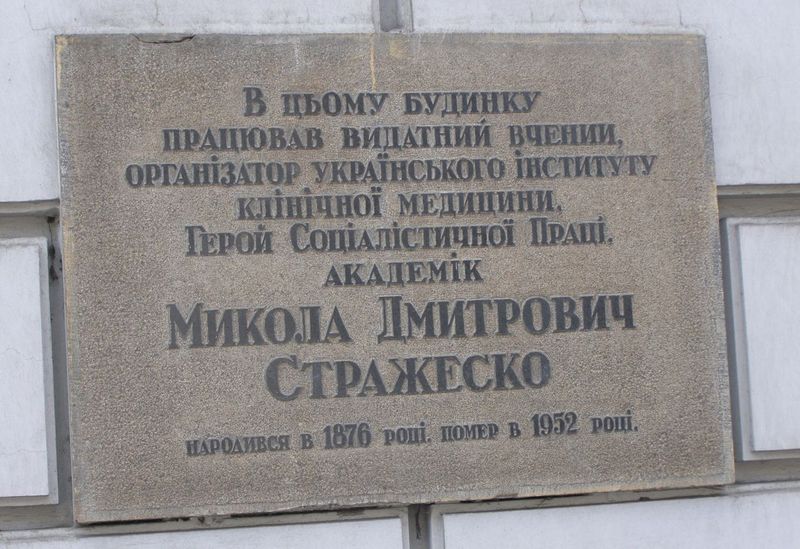 В цьому будинку
працював видатний вчений,
організатор українського інституту
клінічної медицини,
Герой Соціалістичної Праці,
академік
Микола Дмитрович
Стражеско
народився в 1876 році, помер в 1952 році.